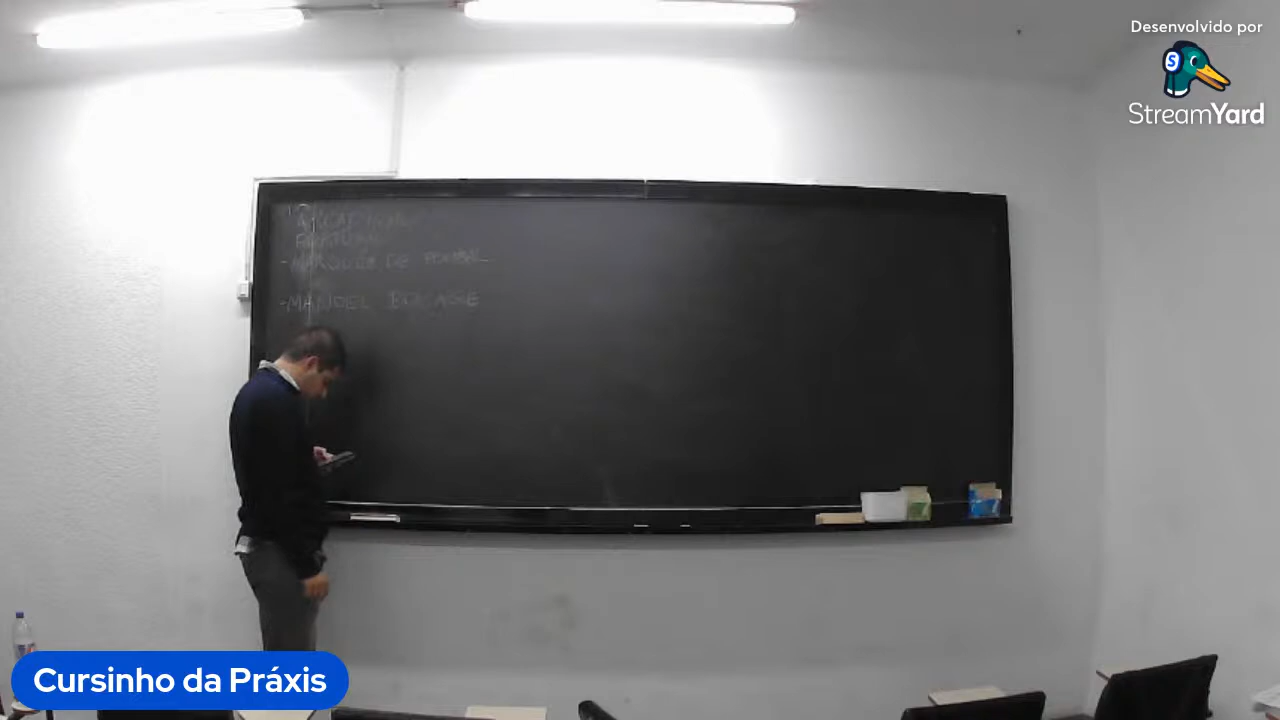 Desenvolvido por
StreamYard
- MARQUÊS DE POMBAL
- MANOEL BOCAGE
Cursinho da Práxis